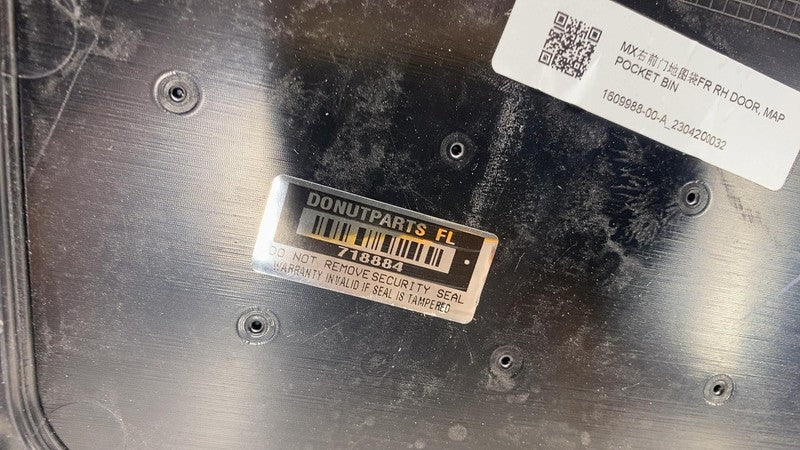 MX右前门地图袋FR RH DOOR, MAP
POCKET BIN
1609988-00-A_2304200032
DONUTPARTS FL
718884
DO NOT REMOVE SECURITY SEAL
WARRANTY INVALID IF SEAL IS TAMPERED